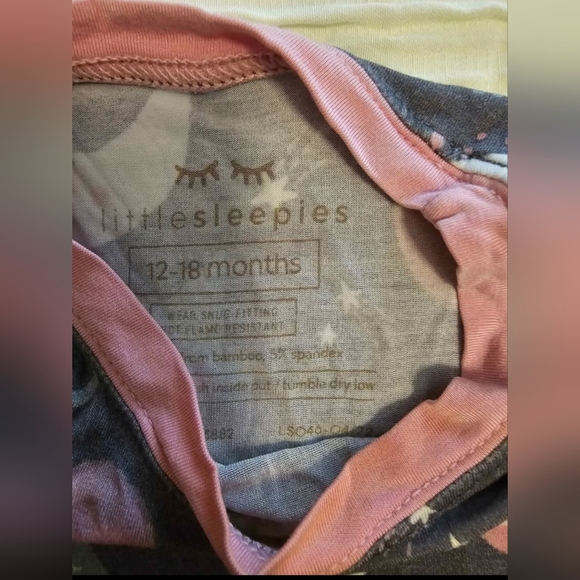 littlesleepies
12-18 months
WEAR SNUG-FITTING
NOT FLAME RESISTANT
from bamboo, 5% spandex
inside out / tumble dry low